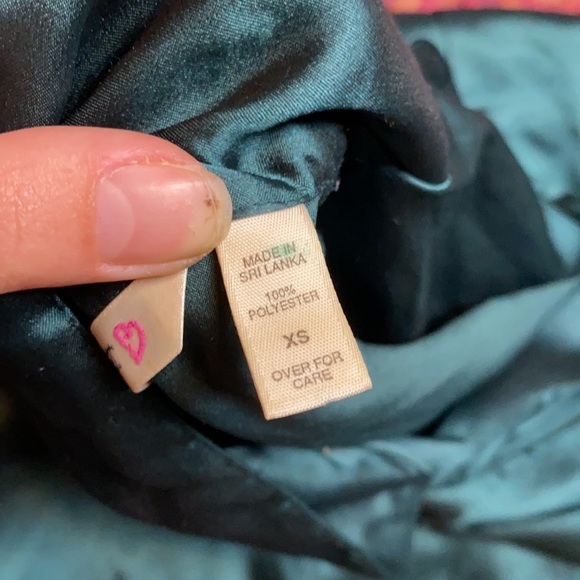 MADE IN
SRI LANKA
100%
POLYESTER
XS
OVER FOR
CARE